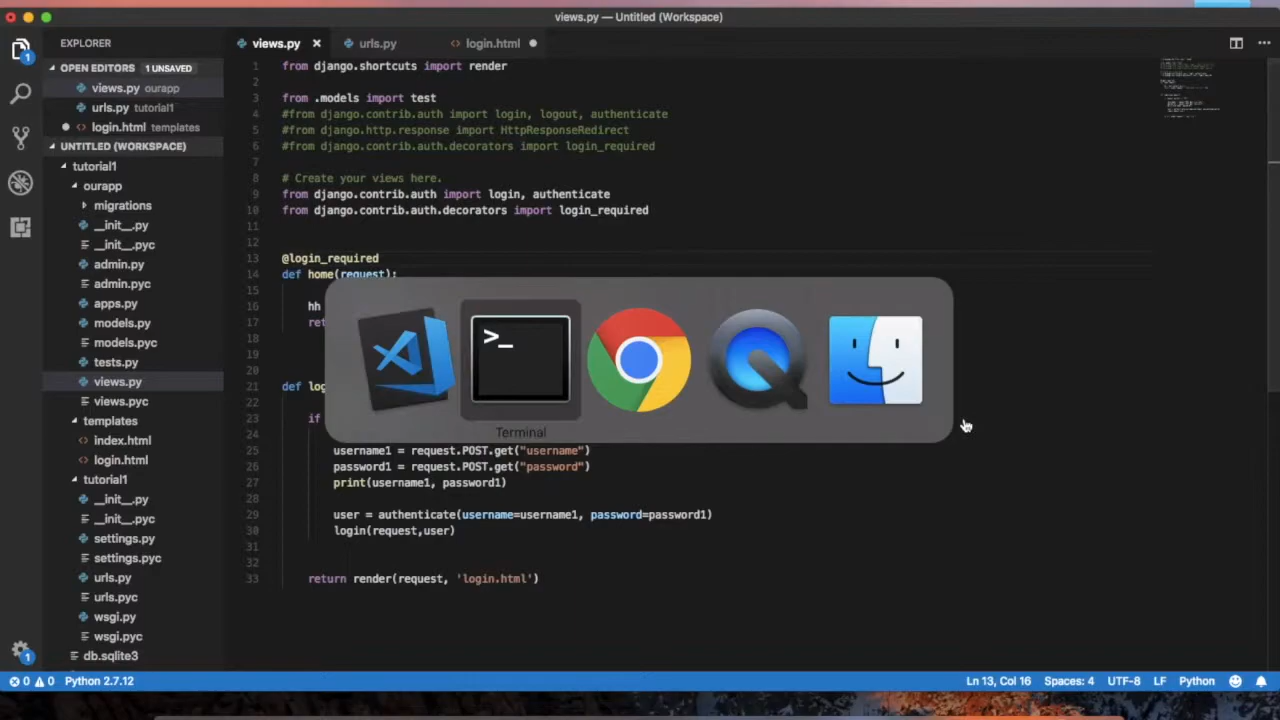 views.py — Untitled (Workspace)
EXPLORER
OPEN EDITORS 1 UNSAVED
views.py ourapp
urls.py tutorial1
login.html templates
UNTITLED (WORKSPACE)
tutorial1
ourapp
migrations
__init__.py
__init__.pyc
admin.py
admin.pyc
apps.py
models.py
models.pyc
tests.py
views.py
views.pyc
templates
index.html
login.html
tutorial1
__init__.py
__init__.pyc
settings.py
settings.pyc
urls.py
urls.pyc
wsgi.py
wsgi.pyc
db.sqlite3
views.py urls.py login.html
1 from django.shortcuts import render
2
3 from .models import test
4 #from django.contrib.auth import login, logout, authenticate
5 #from django.http.response import HttpResponseRedirect
6 #from django.contrib.auth.decorators import login_required
7
8 # Create your views here.
9 from django.contrib.auth import login, authenticate
10 from django.contrib.auth.decorators import login_required
11
12
13 @login_required
14 def home(request):
15
16 hh
17 ret
18
19
20
21 def log
22
23 if
24
25 username1 = request.POST.get("username")
26 password1 = request.POST.get("password")
27 print(username1, password1)
28
29 user = authenticate(username=username1, password=password1)
30 login(request,user)
31
32
33 return render(request, 'login.html')
>_
Terminal
1
1
0 0 Python 2.7.12
Ln 13, Col 16 Spaces: 4 UTF-8 LF Python